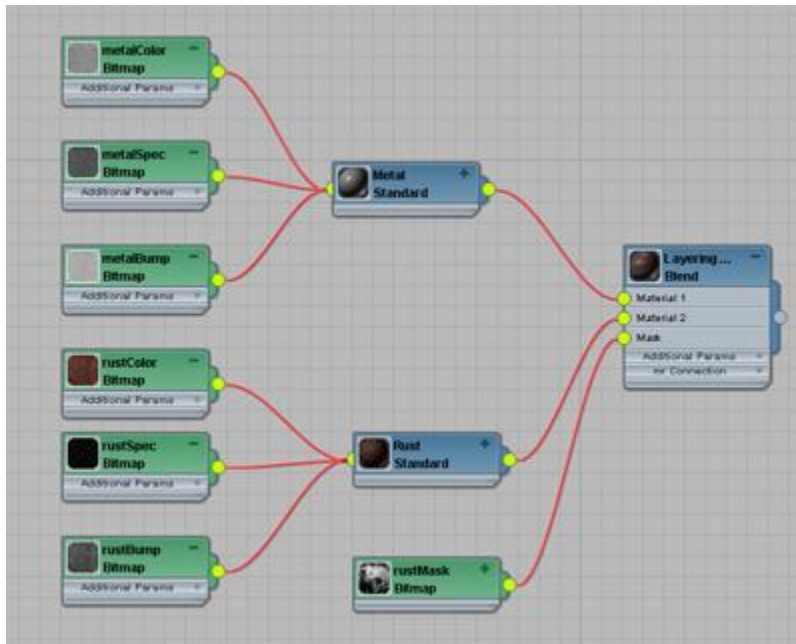 metalColor
Bitmap
Additional Params
metalSpec
Bitmap
Additional Params
metalBump
Bitmap
Additional Params
rustColor
Bitmap
Additional Params
rustSpec
Bitmap
Additional Params
rustBump
Bitmap
Additional Params
Metal
Standard
Rust
Standard
rustMask
Bitmap
Layering...
Blend
Material 1
Material 2
Mask
Additional Params
mr Connection